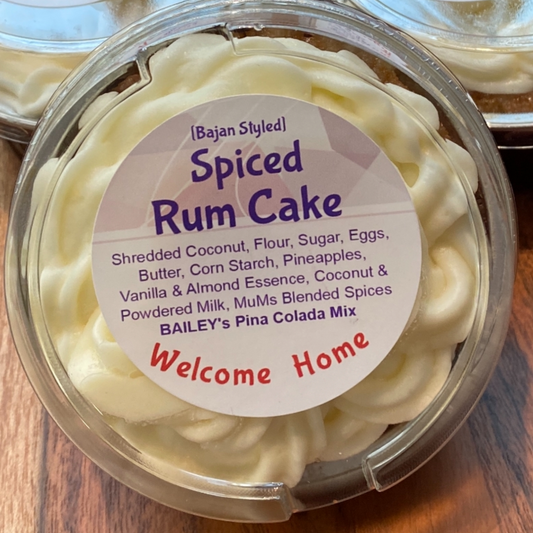 [Bajan Styled]
Spiced
Rum Cake
Shredded Coconut, Flour, Sugar, Eggs,
Butter, Corn Starch, Pineapples,
Vanilla & Almond Essence, Coconut &
Powdered Milk, MuMs Blended Spices
BAILEY's Pina Colada Mix
Welcome Home